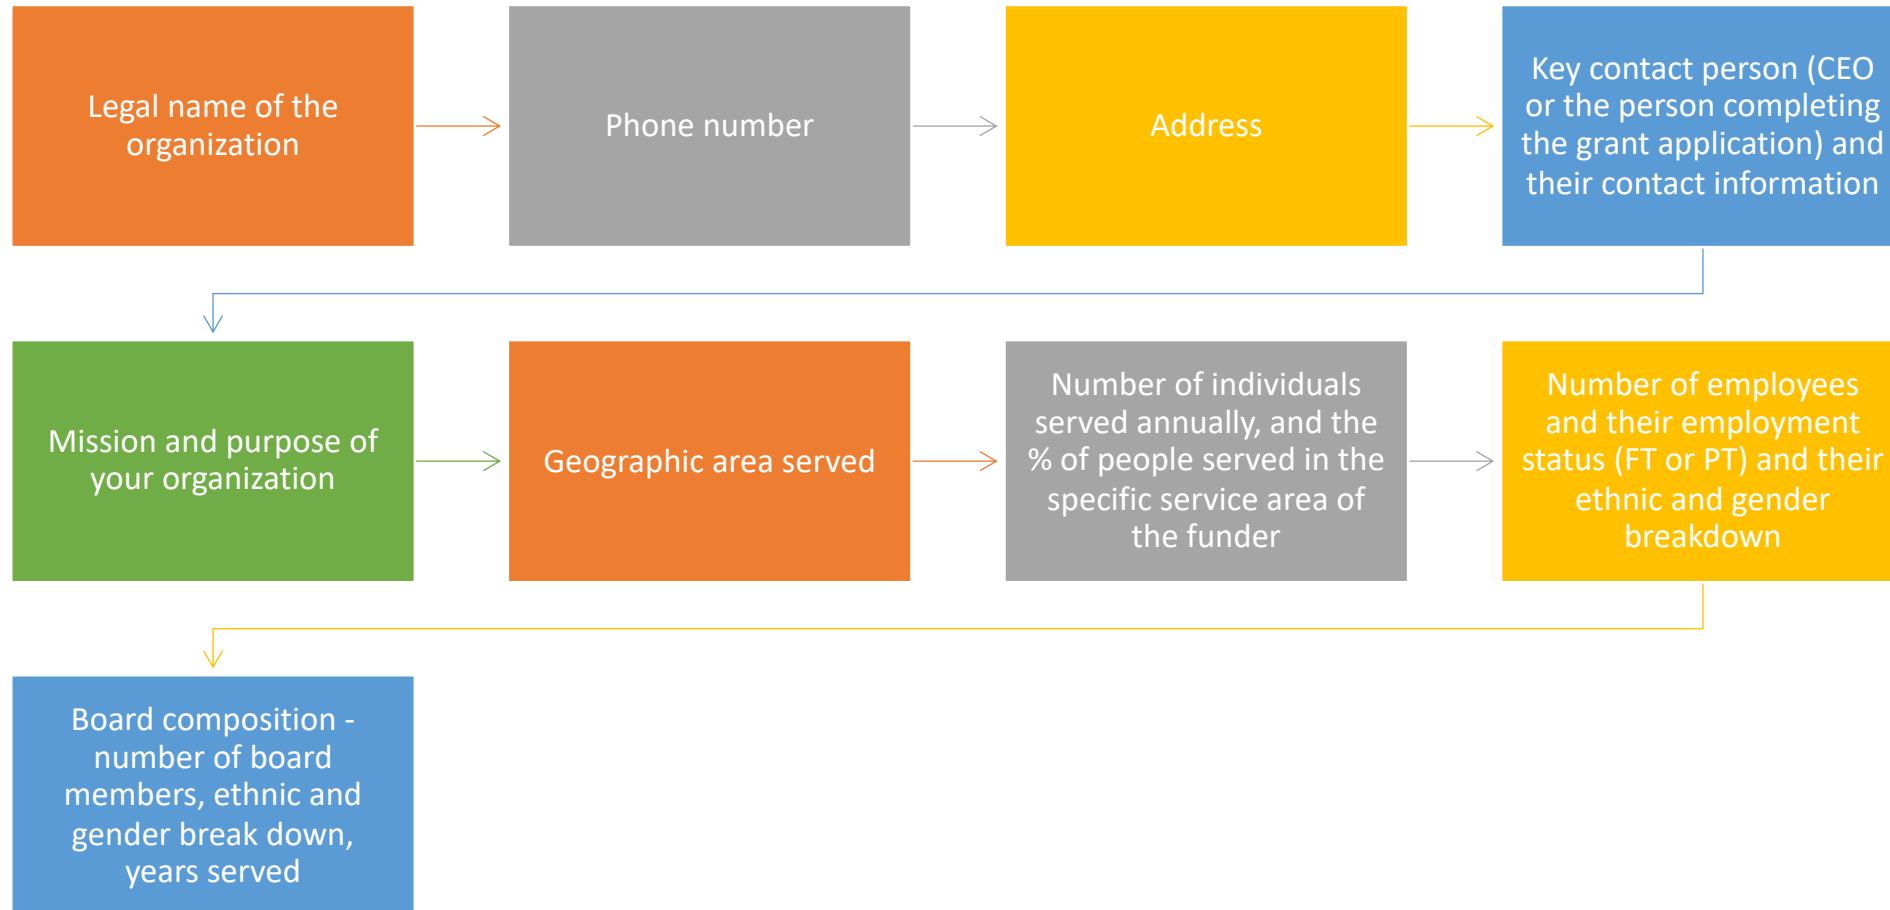 Legal name of the
organization
Phone number
Address
Key contact person (CEO
or the person completing
the grant application) and
their contact information
Mission and purpose of
your organization
Geographic area served
Number of individuals
served annually, and the
% of people served in the
specific service area of
the funder
Number of employees
and their employment
status (FT or PT) and their
ethnic and gender
breakdown
Board composition -
number of board
members, ethnic and
gender break down,
years served